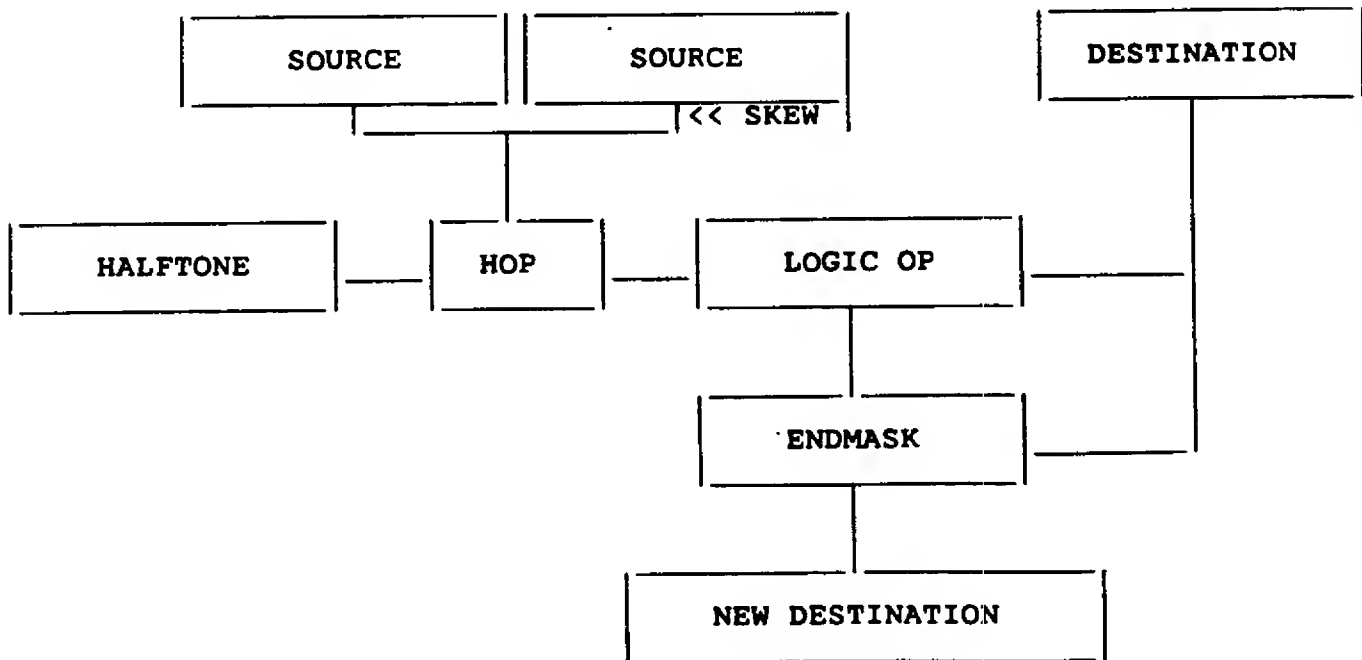 SOURCE SOURCE DESTINATION
<< SKEW
HALFTONE HOP LOGIC OP
ENDMASK
NEW DESTINATION